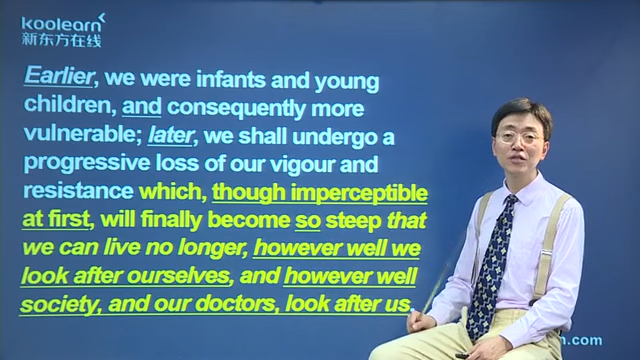 koolearn
新东方在线
Earlier, we were infants and young
children, and consequently more
vulnerable; later, we shall undergo a
progressive loss of our vigour and
resistance which, though imperceptible
at first, will finally become so steep that
we can live no longer, however well we
look after ourselves, and however well
society, and our doctors, look after us.
.com